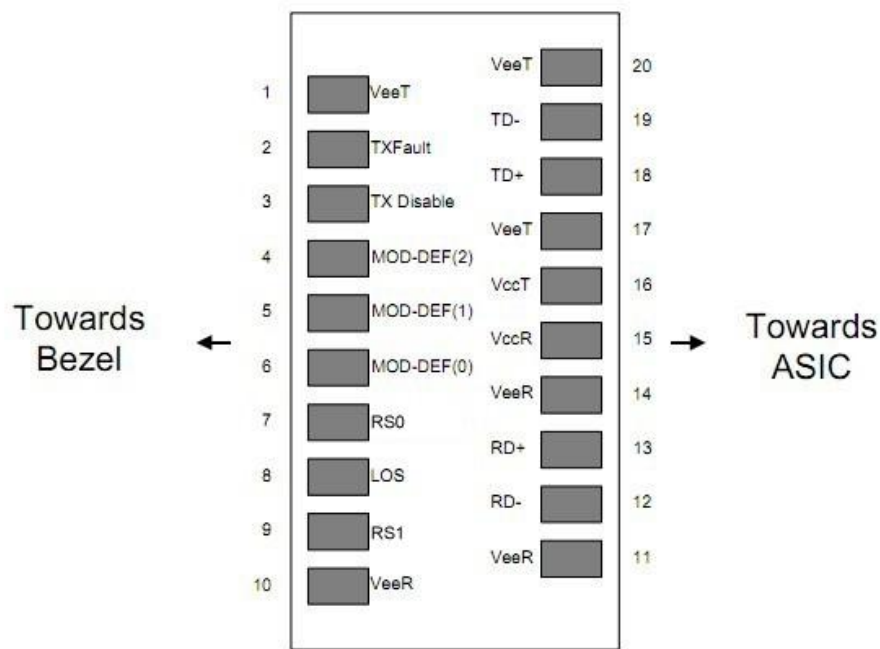 VeeT 20
1 VeeT
TD- 19
2 TXFault
TD+ 18
3 TX Disable
VeeT 17
4 MOD-DEF(2)
VccT 16
5 MOD-DEF(1)
Towards
Bezel
VccR 15
Towards
ASIC
6 MOD-DEF(0)
VeeR 14
7 RS0
RD+ 13
8 LOS
RD- 12
9 RS1
VeeR 11
10 VeeR